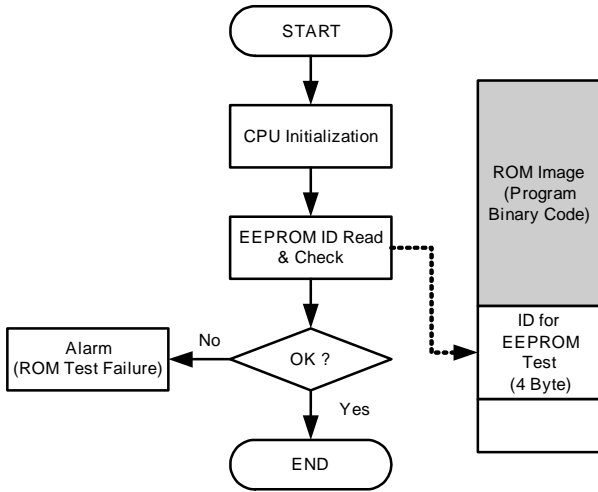 START
CPU Initialization
EEPROM ID Read
& Check
OK ?
No
Alarm
(ROM Test Failure)
Yes
END
ROM Image
(Program
Binary Code)
ID for
EEPROM
Test
(4 Byte)